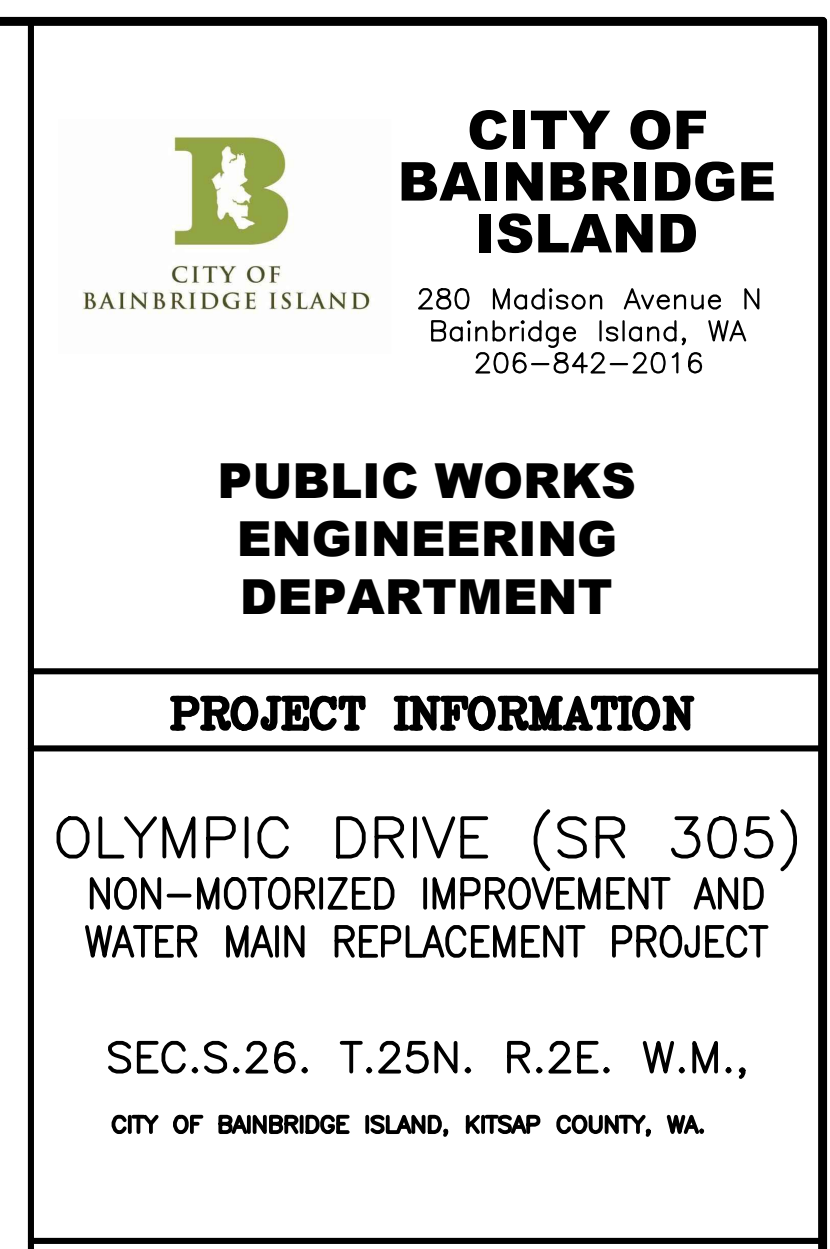 B
CITY OF
BAINBRIDGE ISLAND
CITY OF
BAINBRIDGE
ISLAND
280 Madison Avenue N
Bainbridge Island, WA
206-842-2016
PUBLIC WORKS
ENGINEERING
DEPARTMENT
PROJECT INFORMATION
OLYMPIC DRIVE (SR 305)
NON-MOTORIZED IMPROVEMENT AND
WATER MAIN REPLACEMENT PROJECT
SEC.S.26. T.25N. R.2E. W.M.,
CITY OF BAINBRIDGE ISLAND, KITSAP COUNTY, WA.